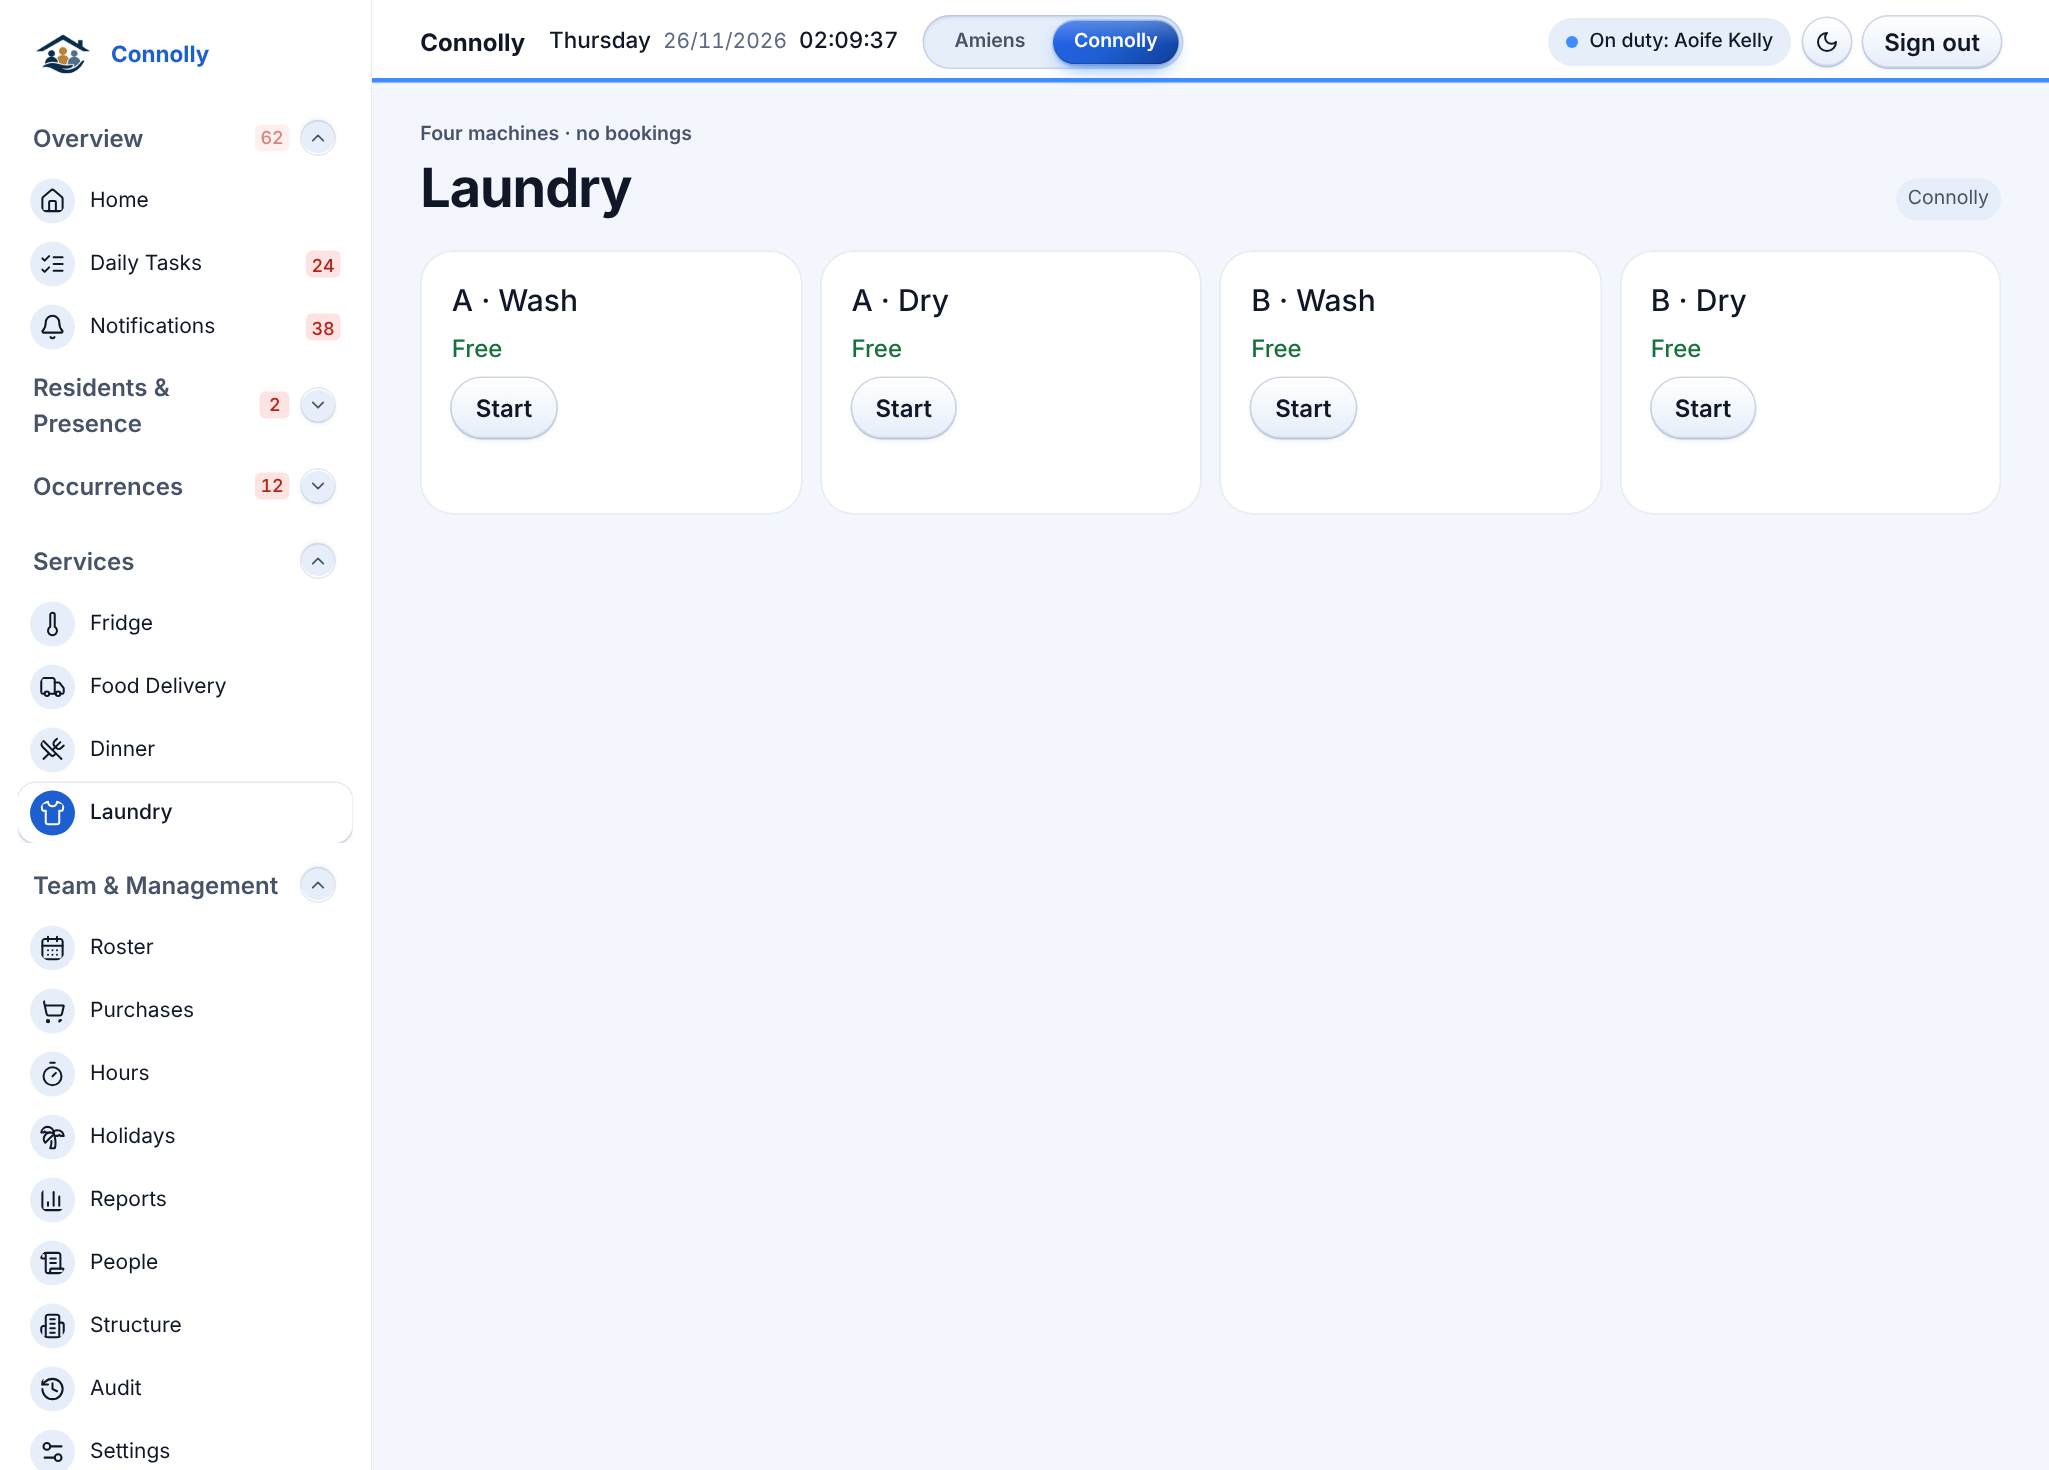 Connolly
Overview 62
Home
Daily Tasks 24
Notifications 38
Residents &
Presence 2
Occurrences 12
Services
Fridge
Food Delivery
Dinner
Laundry
Team & Management
Roster
Purchases
Hours
Holidays
Reports
People
Structure
Audit
Settings
Connolly Thursday 26/11/2026 02:09:37 Amiens Connolly On duty: Aoife Kelly Sign out
Four machines · no bookings
Laundry
Connolly
A · Wash
Free
Start
A · Dry
Free
Start
B · Wash
Free
Start
B · Dry
Free
Start